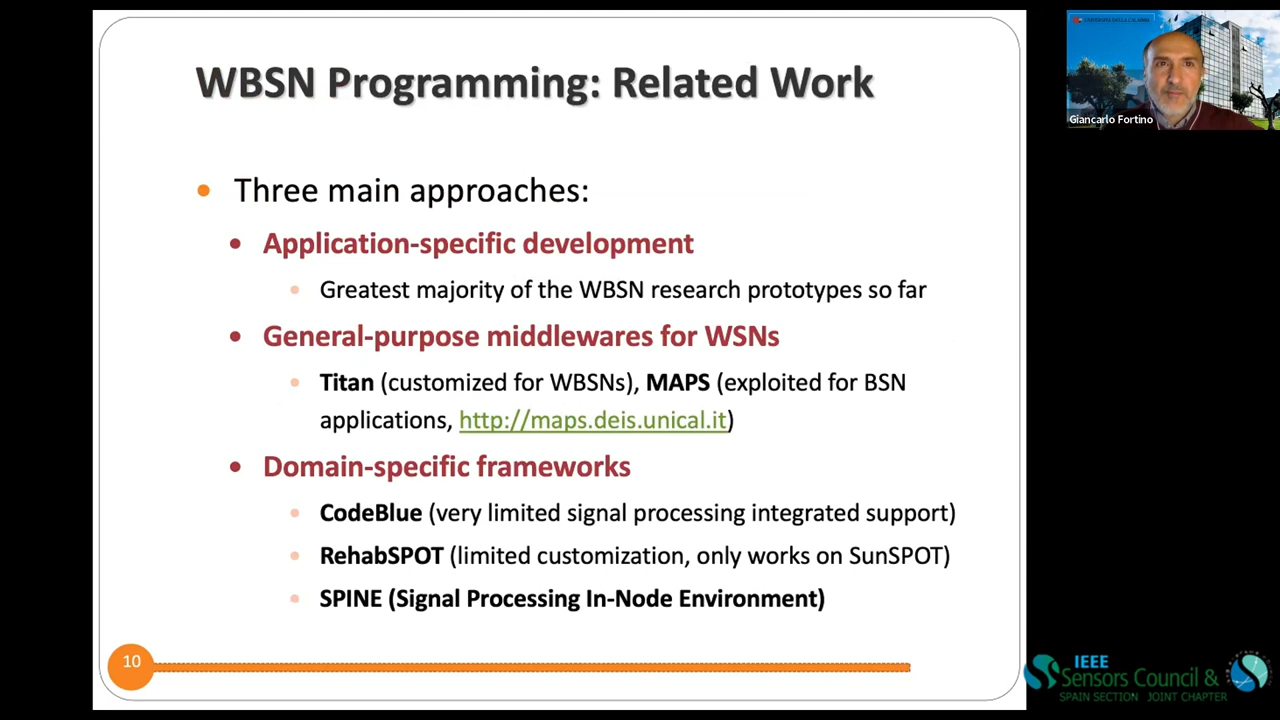 WBSN Programming: Related Work
Three main approaches:
Application-specific development
Greatest majority of the WBSN research prototypes so far
General-purpose middlewares for WSNs
Titan (customized for WBSNs), MAPS (exploited for BSN
applications, http://maps.deis.unical.it)
Domain-specific frameworks
CodeBlue (very limited signal processing integrated support)
RehabSPOT (limited customization, only works on SunSPOT)
SPINE (Signal Processing In-Node Environment)
10
UNIVERSITÀ DELLA CALABRIA
Giancarlo Fortino
IEEE
Sensors Council &
SPAIN SECTION JOINT CHAPTER